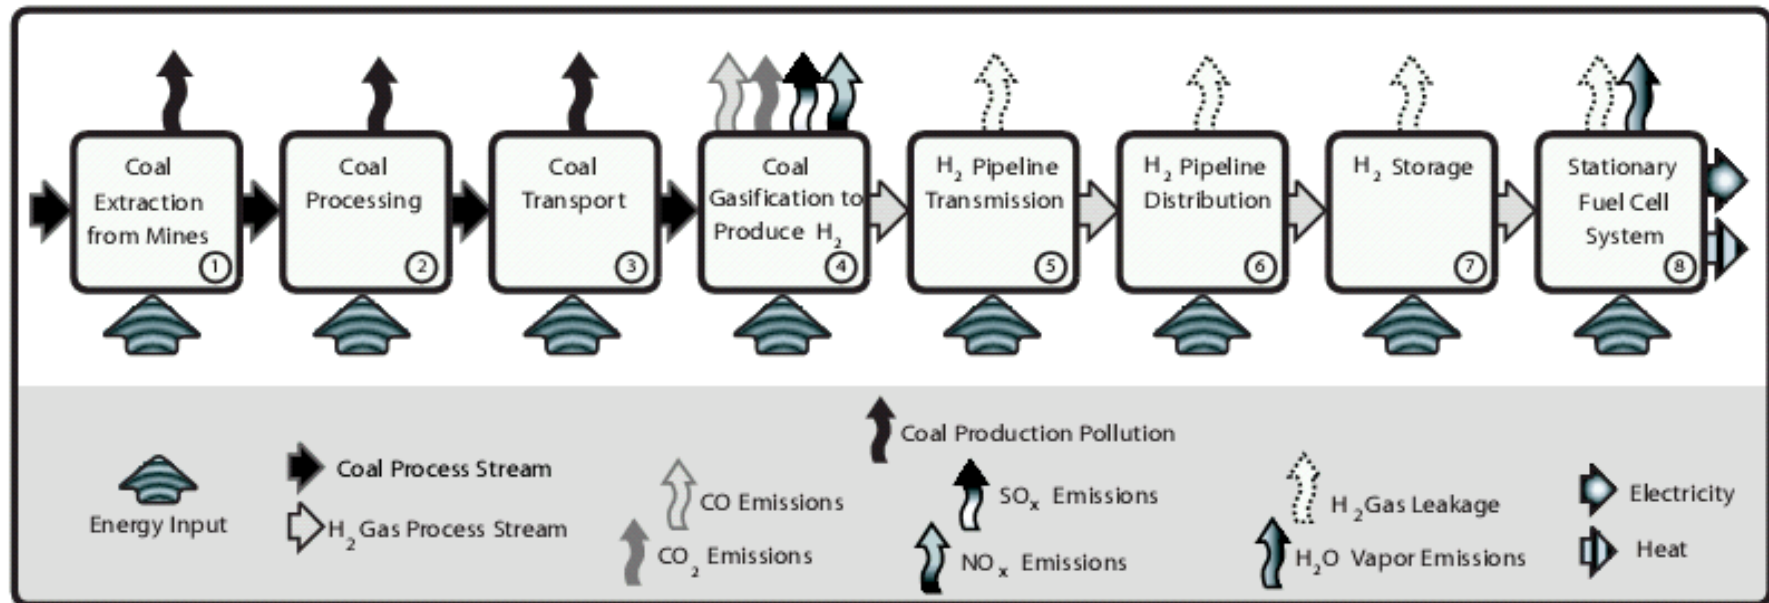 Coal
Extraction
from Mines
1
Coal
Processing
2
Coal
Transport
3
Coal
Gasification to
Produce H2
4
H2 Pipeline
Transmission
5
H2 Pipeline
Distribution
6
H2 Storage
7
Stationary
Fuel Cell
System
8
Coal Production Pollution
Energy Input
Coal Process Stream
H2 Gas Process Stream
CO Emissions
CO2 Emissions
SOx Emissions
NOx Emissions
H2Gas Leakage
H2O Vapor Emissions
Electricity
Heat